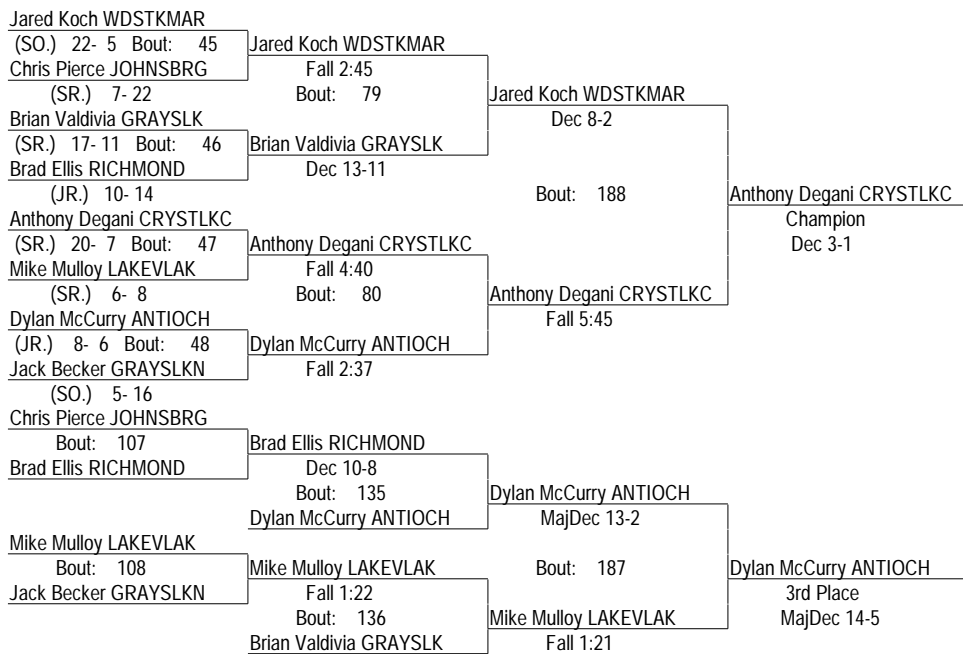 Jared Koch WDSTKMAR
(SO.) 22- 5 Bout: 45 Jared Koch WDSTKMAR
Chris Pierce JOHNSBRG Fall 2:45
(SR.) 7- 22 Bout: 79 Jared Koch WDSTKMAR
Brian Valdivia GRAYSLK Dec 8-2
(SR.) 17- 11 Bout: 46 Brian Valdivia GRAYSLK
Brad Ellis RICHMOND Dec 13-11
(JR.) 10- 14 Bout: 188 Anthony Degani CRYSTLKC
Anthony Degani CRYSTLKC Champion
(SR.) 20- 7 Bout: 47 Anthony Degani CRYSTLKC Dec 3-1
Mike Mulloy LAKEVLAK Fall 4:40
(SR.) 6- 8 Bout: 80 Anthony Degani CRYSTLKC
Dylan McCurry ANTIOCH Fall 5:45
(JR.) 8- 6 Bout: 48 Dylan McCurry ANTIOCH
Jack Becker GRAYSLKN Fall 2:37
(SO.) 5- 16
Chris Pierce JOHNSBRG
Bout: 107 Brad Ellis RICHMOND
Brad Ellis RICHMOND Dec 10-8
Bout: 135 Dylan McCurry ANTIOCH
Dylan McCurry ANTIOCH MajDec 13-2
Mike Mulloy LAKEVLAK
Bout: 108 Mike Mulloy LAKEVLAK Bout: 187 Dylan McCurry ANTIOCH
Jack Becker GRAYSLKN Fall 1:22 3rd Place
Bout: 136 Mike Mulloy LAKEVLAK MajDec 14-5
Brian Valdivia GRAYSLK Fall 1:21